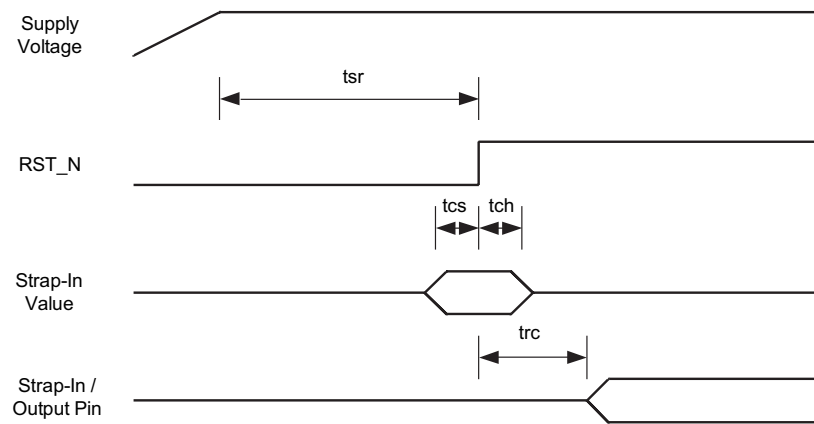 Supply
Voltage
tsr
RST_N
tcs
tch
Strap-In
Value
trc
Strap-In /
Output Pin